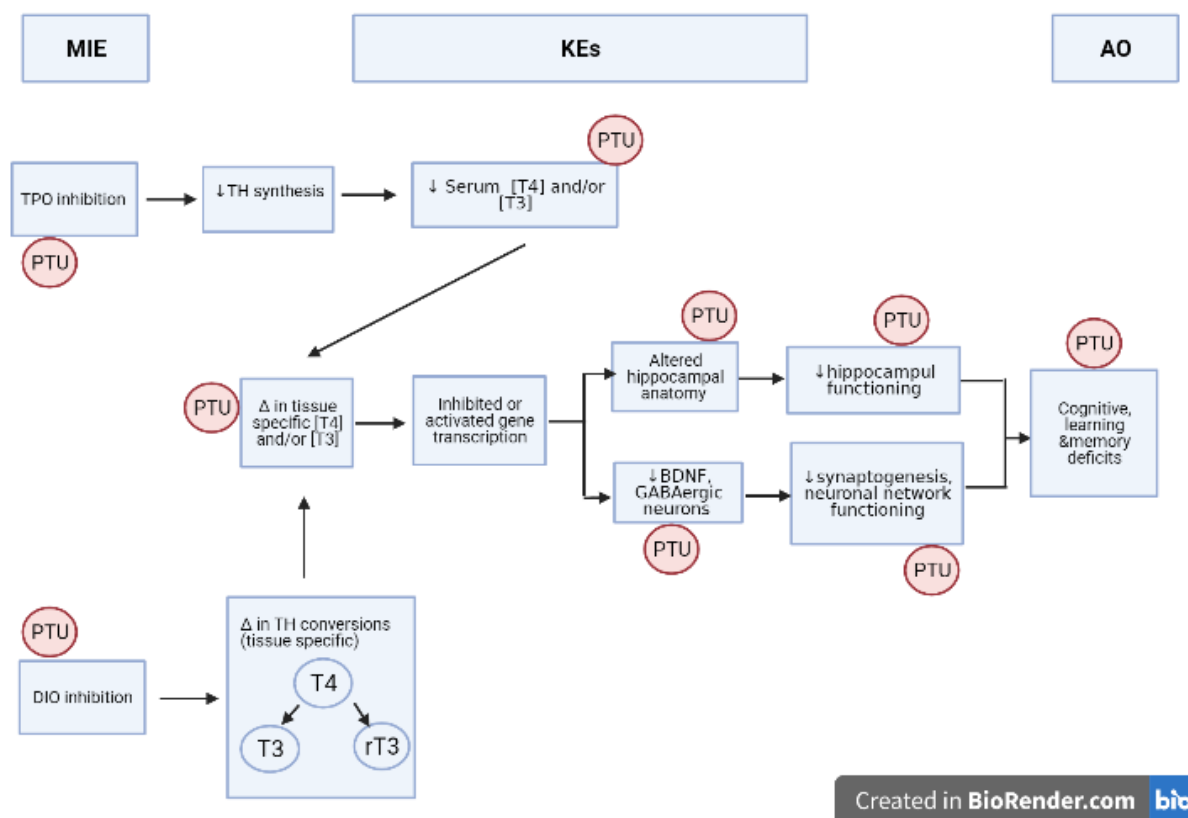 MIE
KEs
AO
PTU
TPO inhibition
↓TH synthesis
↓ Serum [T4] and/or
[T3]
PTU
PTU
PTU
PTU
PTU
Δ in tissue
specific [T4]
and/or [T3]
Inhibited or
activated gene
transcription
Altered
hippocampal
anatomy
↓hippocampul
functioning
Cognitive,
learning
&memory
deficits
↓BDNF,
GABAergic
neurons
↓synaptogenesis,
neuronal network
functioning
PTU
PTU
PTU
DIO inhibition
Δ in TH conversions
(tissue specific)
T4
T3
rT3
Created in BioRender.com bio